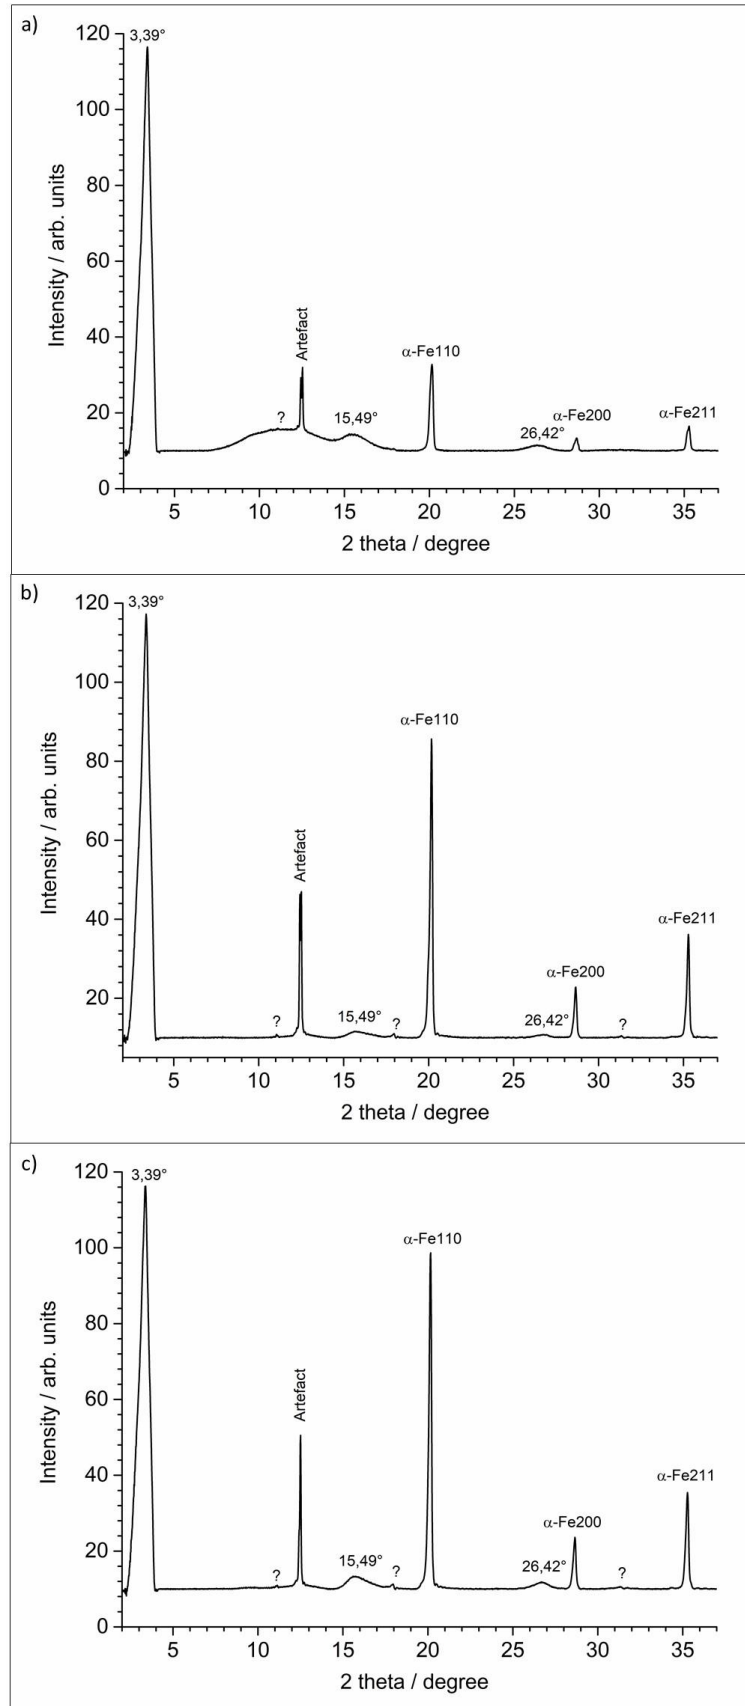 a)
120
100
80
60
40
20
0
Intensity / arb. units
3,39°
?
Artefact
15,49°
α-Fe110
26,42°
α-Fe200
α-Fe211
5 10 15 20 25 30 35
2 theta / degree
b)
120
100
80
60
40
20
Intensity / arb. units
3,39°
?
Artefact
15,49°
?
α-Fe110
26,42°
α-Fe200
?
α-Fe211
5 10 15 20 25 30 35
2 theta / degree
c)
120
100
80
60
40
20
0
Intensity / arb. units
3,39°
?
Artefact
15,49°
?
α-Fe110
26,42°
α-Fe200
?
α-Fe211
5 10 15 20 25 30 35
2 theta / degree